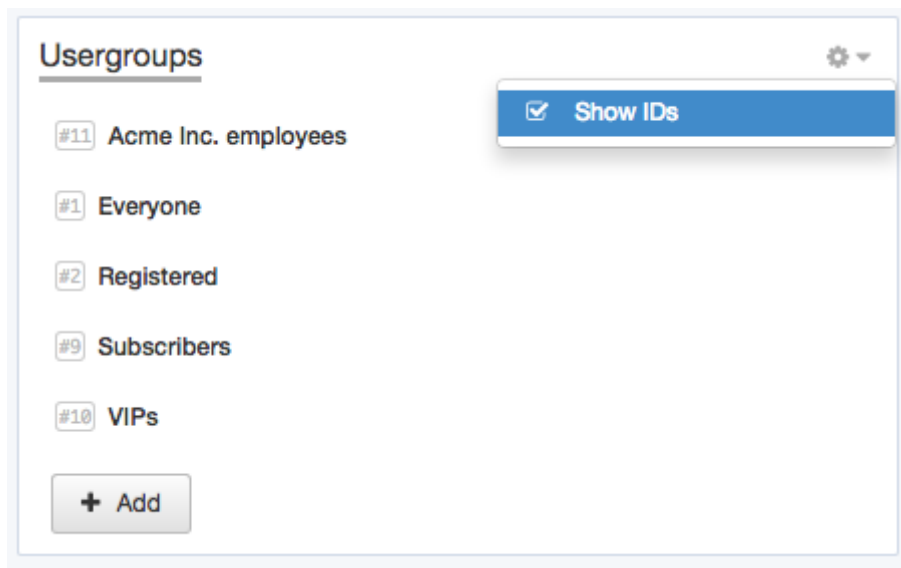 Usergroups
Show IDs
#11 Acme Inc. employees
#1 Everyone
#2 Registered
#9 Subscribers
#10 VIPs
+ Add